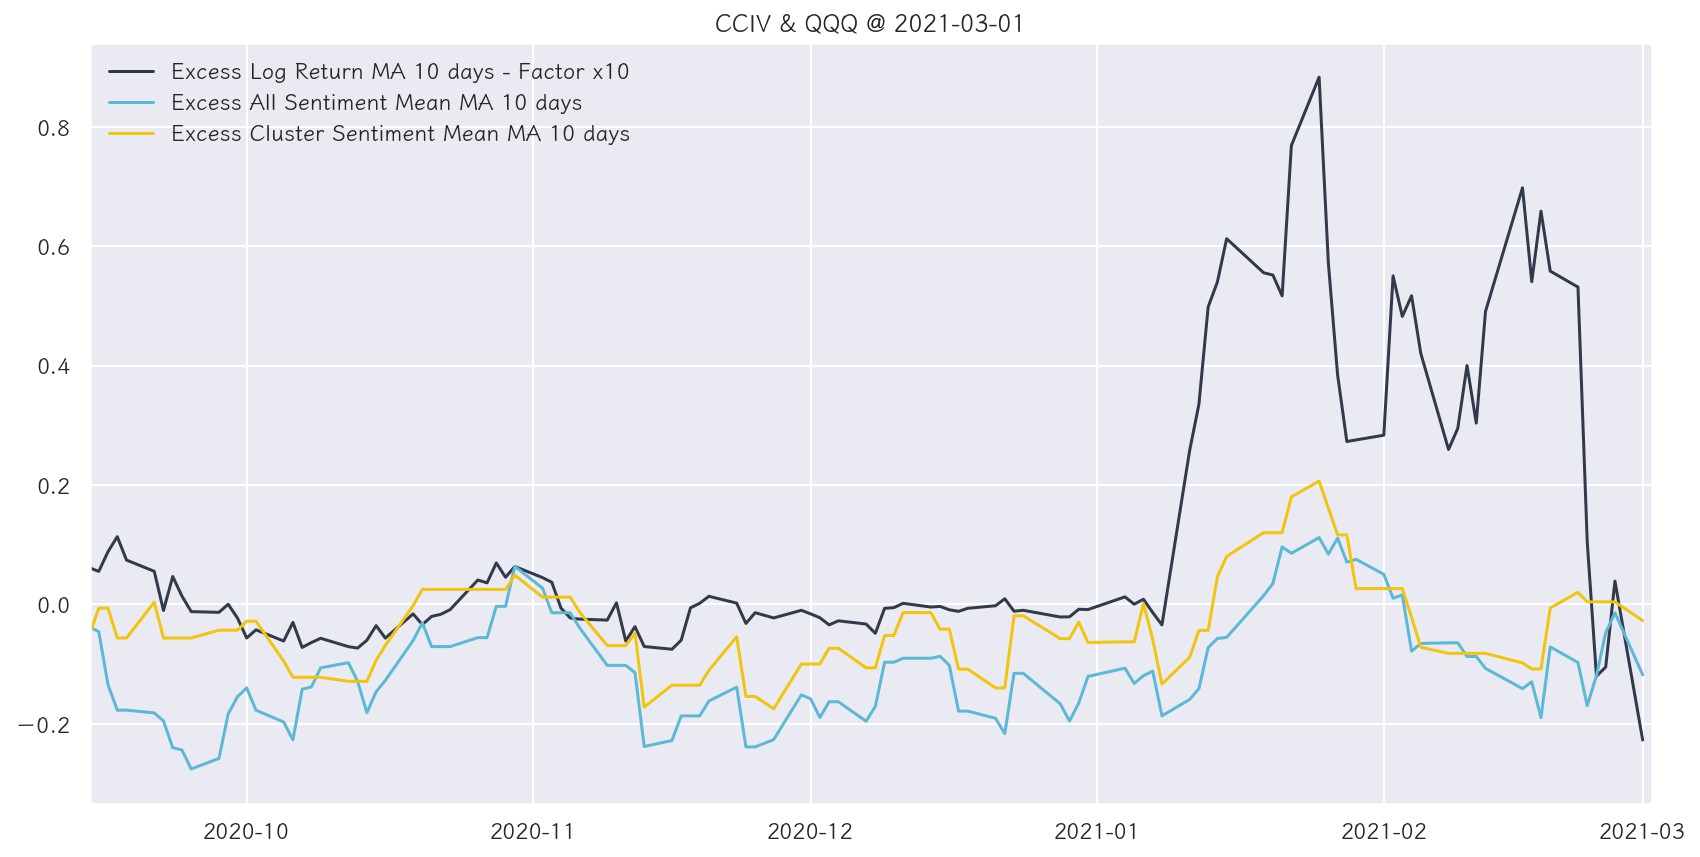 CCIV & QQQ @ 2021-03-01
Excess Log Return MA 10 days - Factor x10
Excess All Sentiment Mean MA 10 days
Excess Cluster Sentiment Mean MA 10 days
0.8
0.6
0.4
0.2
0.0
−0.2
2020-10 2020-11 2020-12 2021-01 2021-02 2021-03